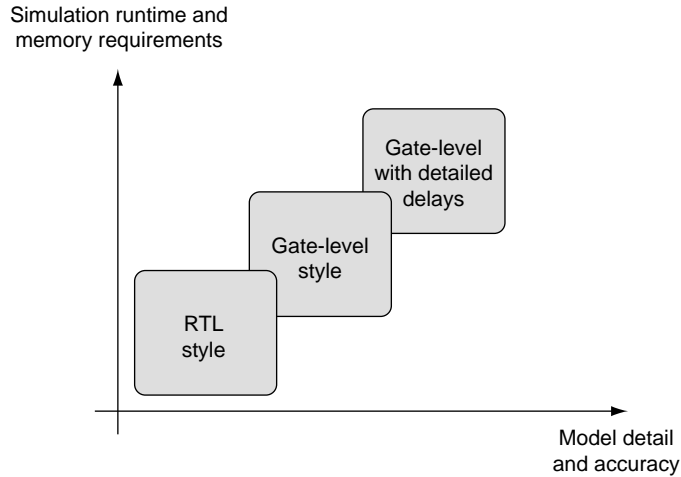 Simulation runtime and
memory requirements
Gate-level
with detailed
delays
Gate-level
style
RTL
style
Model detail
and accuracy